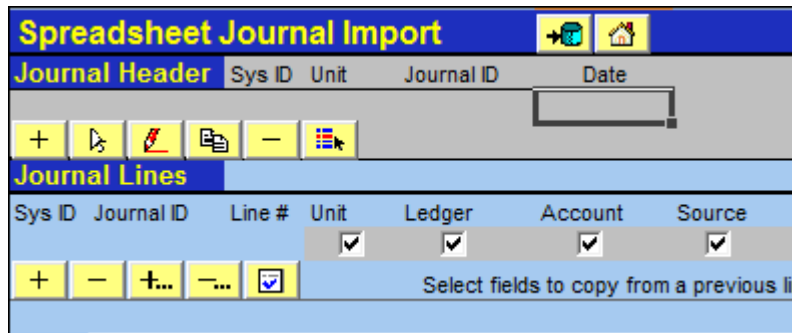 Spreadsheet Journal Import
Journal Header Sys ID Unit Journal ID Date
+ −
Journal Lines
Sys ID Journal ID Line # Unit Ledger Account Source
+ − +... −...
Select fields to copy from a previous li